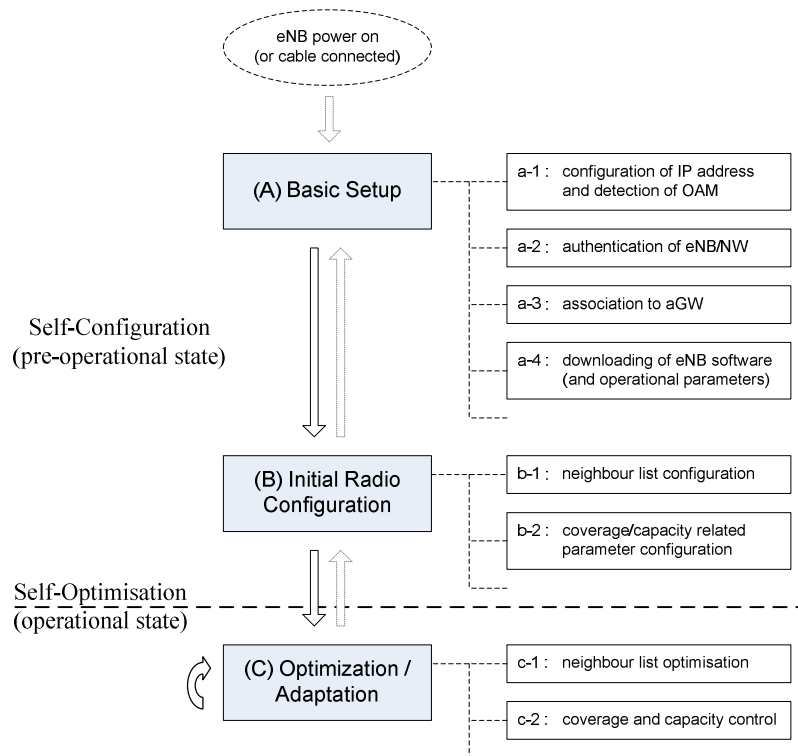 eNB power on
(or cable connected)
(A) Basic Setup
a-1 : configuration of IP address
and detection of OAM
a-2 : authentication of eNB/NW
a-3 : association to aGW
a-4 : downloading of eNB software
(and operational parameters)
Self-Configuration
(pre-operational state)
(B) Initial Radio
Configuration
b-1 : neighbour list configuration
b-2 : coverage/capacity related
parameter configuration
Self-Optimisation
(operational state)
(C) Optimization /
Adaptation
c-1 : neighbour list optimisation
c-2 : coverage and capacity control